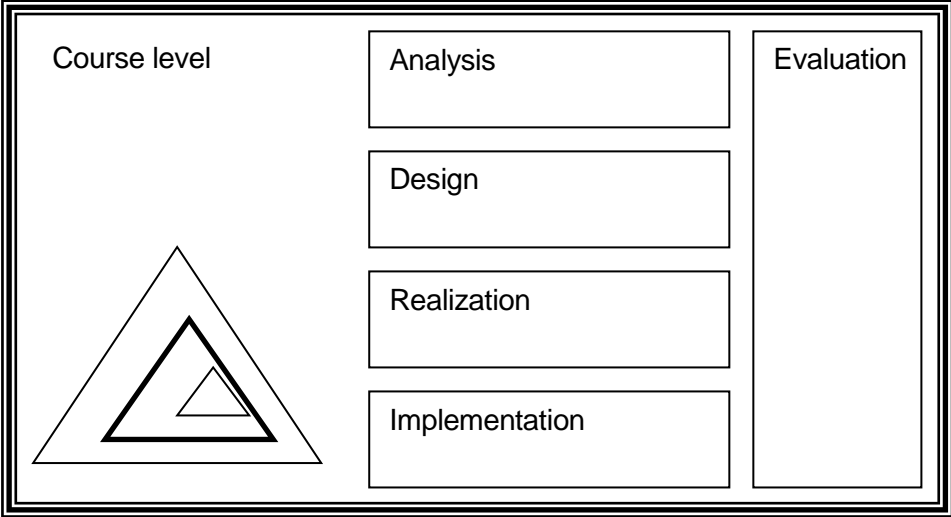 Course level
Analysis
Evaluation
Design
Realization
Implementation